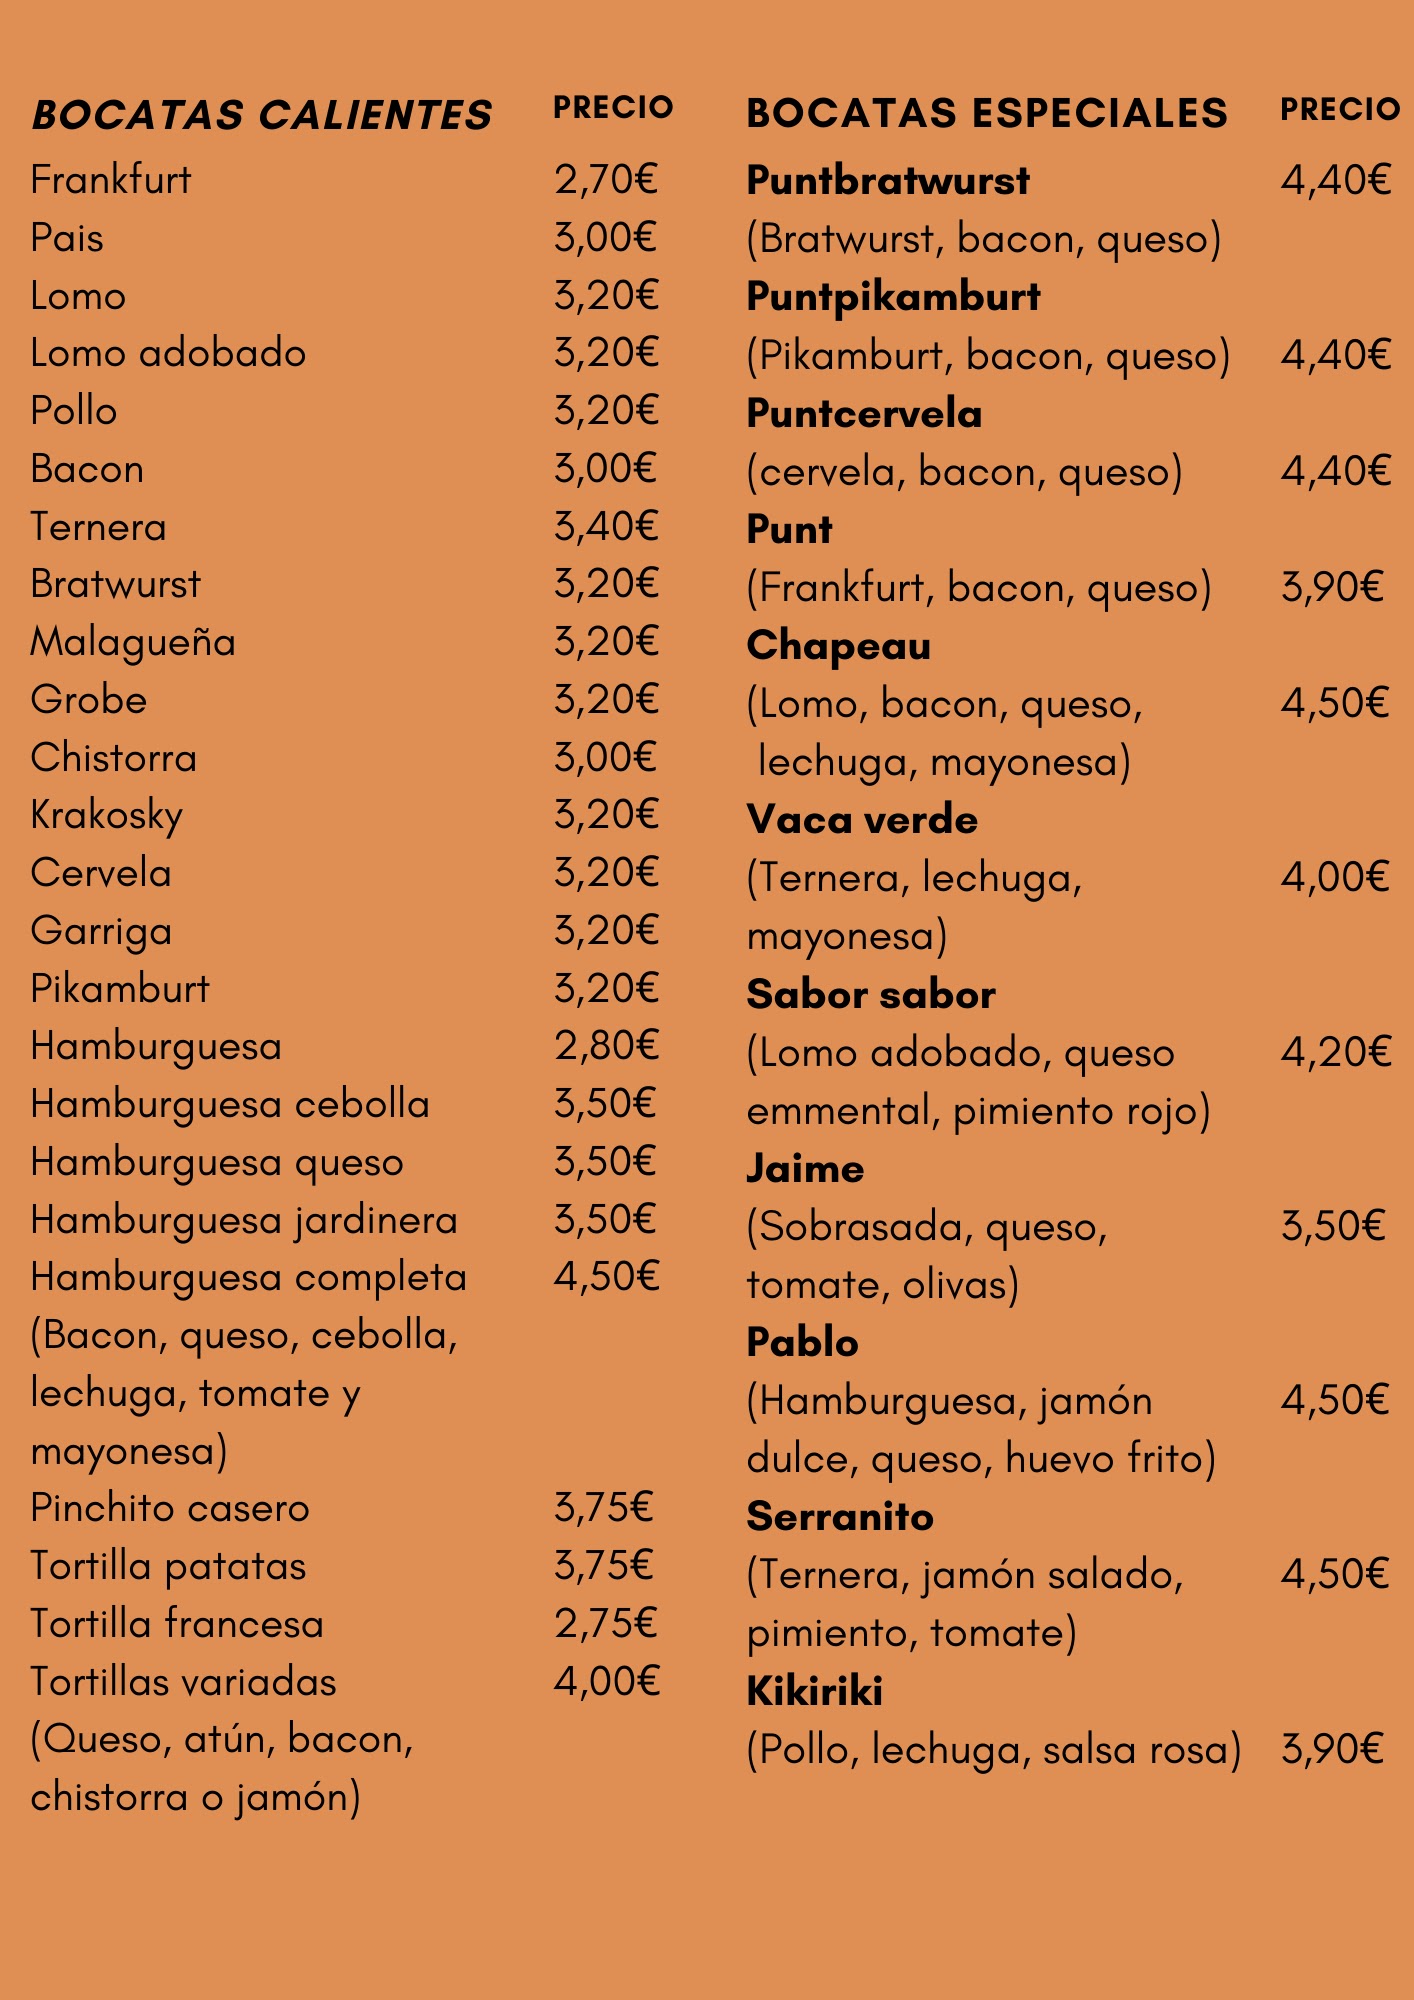 BOCATAS CALIENTES PRECIO
Frankfurt 2,70€
Pais 3,00€
Lomo 3,20€
Lomo adobado 3,20€
Pollo 3,20€
Bacon 3,00€
Ternera 3,40€
Bratwurst 3,20€
Malagueña 3,20€
Grobe 3,20€
Chistorra 3,00€
Krakosky 3,20€
Cervela 3,20€
Garriga 3,20€
Pikamburt 3,20€
Hamburguesa 2,80€
Hamburguesa cebolla 3,50€
Hamburguesa queso 3,50€
Hamburguesa jardinera 3,50€
Hamburguesa completa 4,50€
(Bacon, queso, cebolla,
lechuga, tomate y
mayonesa)
Pinchito casero 3,75€
Tortilla patatas 3,75€
Tortilla francesa 2,75€
Tortillas variadas 4,00€
(Queso, atún, bacon,
chistorra o jamón)
BOCATAS ESPECIALES PRECIO
Puntbratwurst 4,40€
(Bratwurst, bacon, queso)
Puntpikamburt
(Pikamburt, bacon, queso) 4,40€
Puntcervela
(cervela, bacon, queso) 4,40€
Punt
(Frankfurt, bacon, queso) 3,90€
Chapeau
(Lomo, bacon, queso, 4,50€
lechuga, mayonesa)
Vaca verde
(Ternera, lechuga, 4,00€
mayonesa)
Sabor sabor
(Lomo adobado, queso 4,20€
emmental, pimiento rojo)
Jaime
(Sobrasada, queso, 3,50€
tomate, olivas)
Pablo
(Hamburguesa, jamón 4,50€
dulce, queso, huevo frito)
Serranito
(Ternera, jamón salado, 4,50€
pimiento, tomate)
Kikiriki
(Pollo, lechuga, salsa rosa) 3,90€